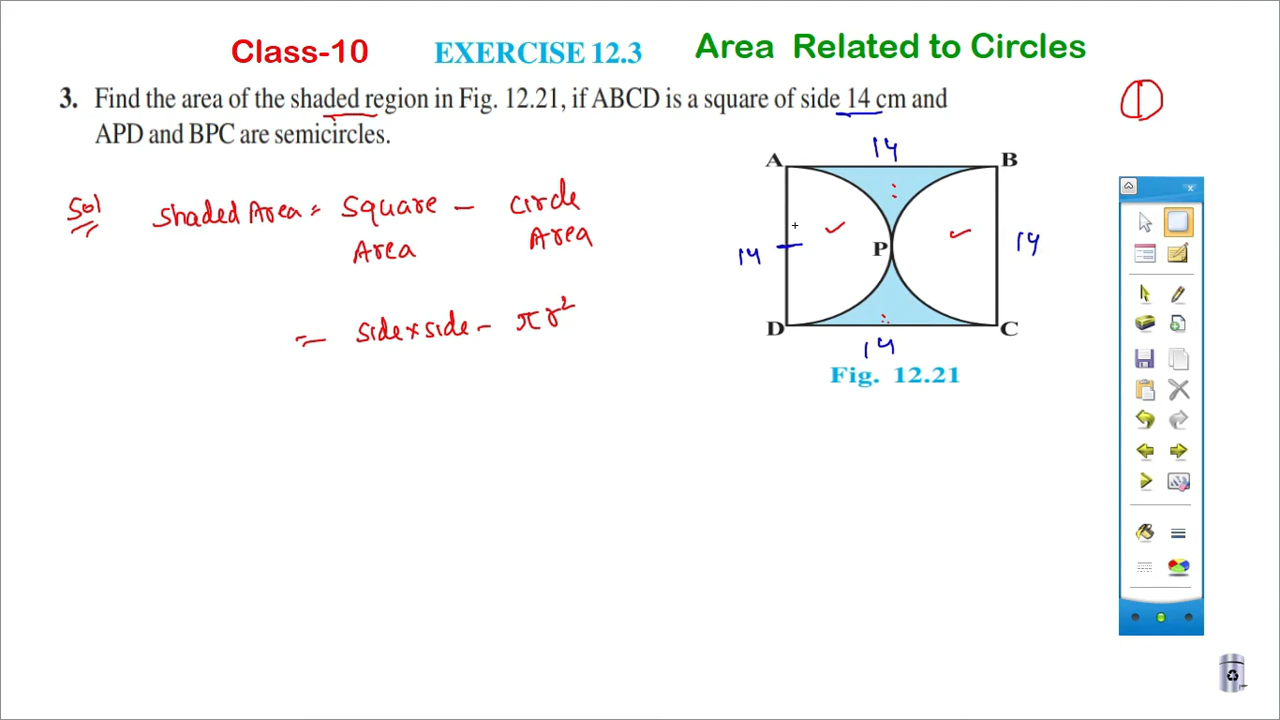 Class-10 EXERCISE 12.3 Area Related to Circles
3. Find the area of the shaded region in Fig. 12.21, if ABCD is a square of side 14 cm and
APD and BPC are semicircles.
①
14
A B
Sol Shaded Area = Square - Circle
Area Area
14 P 14
= Side × Side - πr²
D C
14
Fig. 12.21